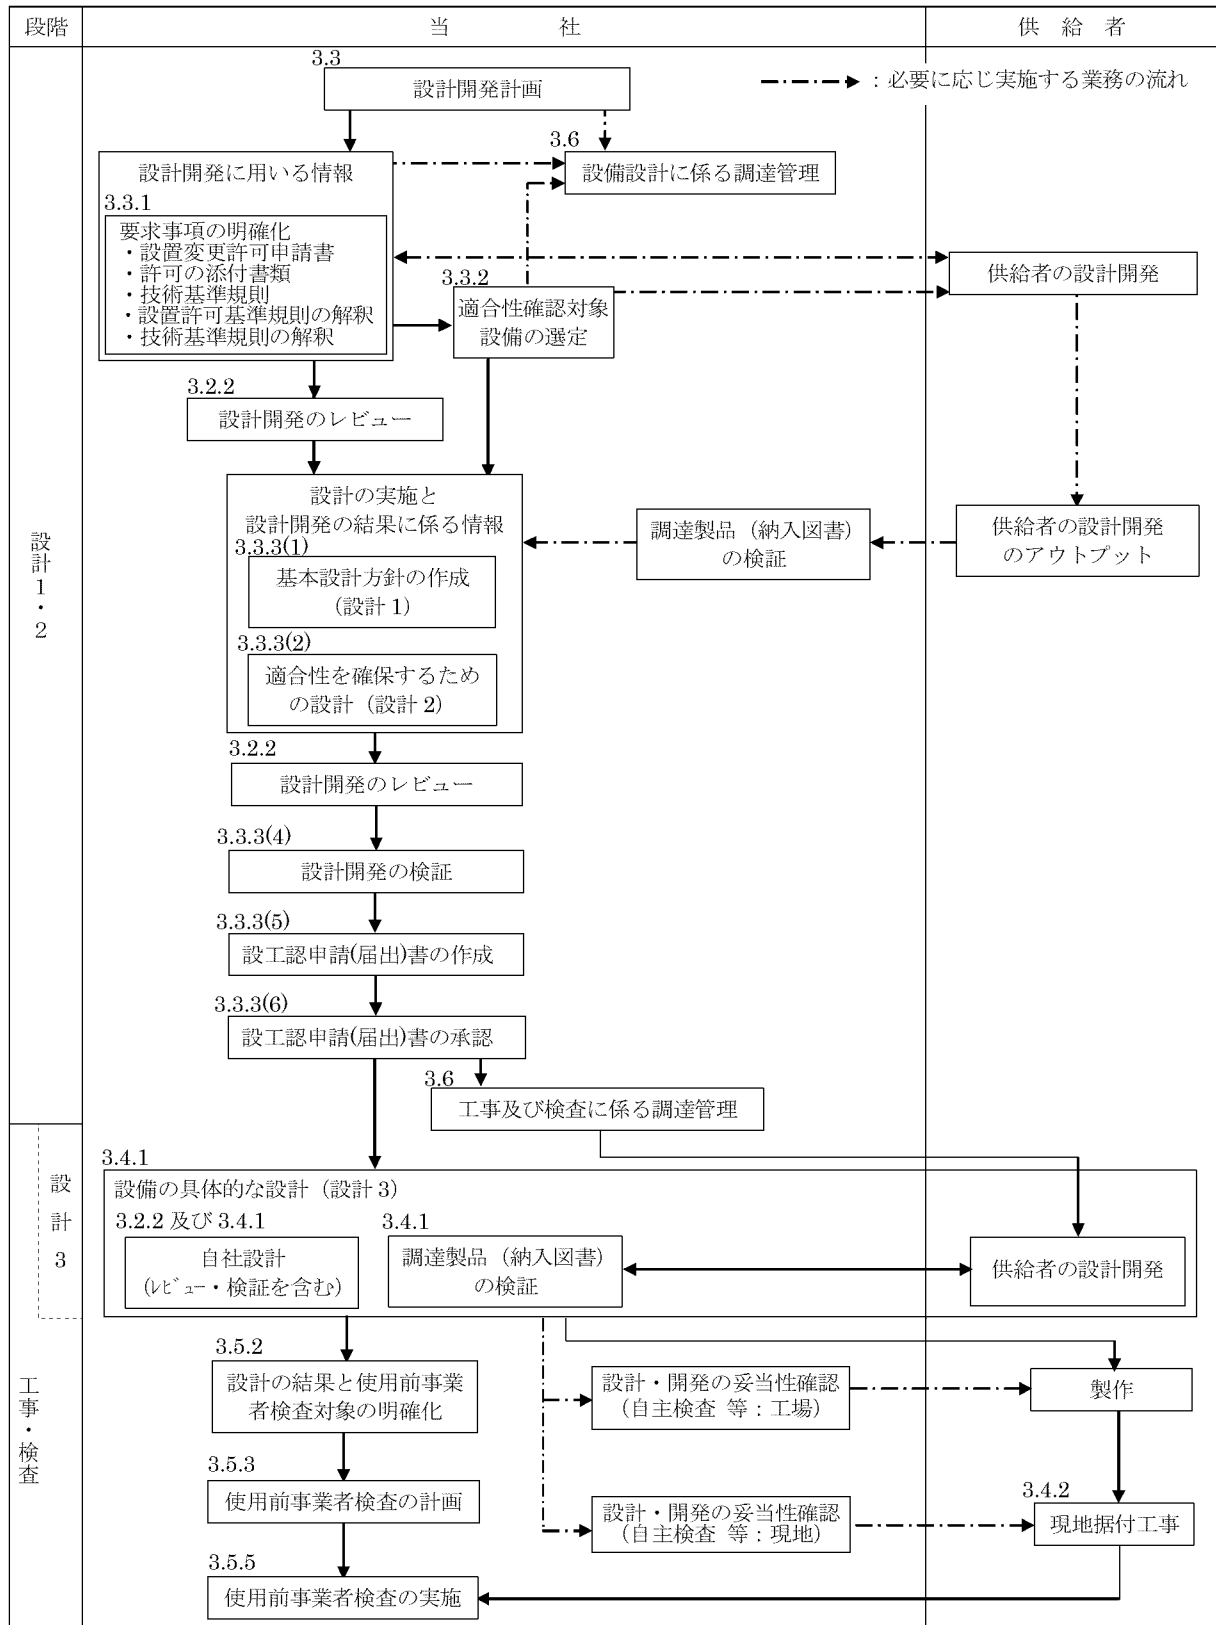 段階
当 社
供 給 者
3.3
設計開発計画
：必要に応じ実施する業務の流れ
3.6
設備設計に係る調達管理
設計開発に用いる情報
3.3.1
要求事項の明確化
・設置変更許可申請書
・許可の添付書類
・技術基準規則
・設置許可基準規則の解釈
・技術基準規則の解釈
3.3.2
適合性確認対象
設備の選定
供給者の設計開発
3.2.2
設計開発のレビュー
設計の実施と
設計開発の結果に係る情報
3.3.3(1)
基本設計方針の作成
(設計 1)
3.3.3(2)
適合性を確保するため
の設計（設計 2）
調達製品（納入図書）
の検証
供給者の設計開発
のアウトプット
設計１・２
3.2.2
設計開発のレビュー
3.3.3(4)
設計開発の検証
3.3.3(5)
設工認申請(届出)書の作成
3.3.3(6)
設工認申請(届出)書の承認
3.6
工事及び検査に係る調達管理
設計３
3.4.1
設備の具体的な設計（設計 3）
3.2.2 及び 3.4.1
自社設計
(ﾚﾋﾞｭｰ・検証を含む)
3.4.1
調達製品（納入図書）
の検証
供給者の設計開発
工事・検査
3.5.2
設計の結果と使用前事業
者検査対象の明確化
設計・開発の妥当性確認
（自主検査 等：工場）
製作
3.5.3
使用前事業者検査の計画
設計・開発の妥当性確認
（自主検査 等：現地）
3.4.2
現地据付工事
3.5.5
使用前事業者検査の実施